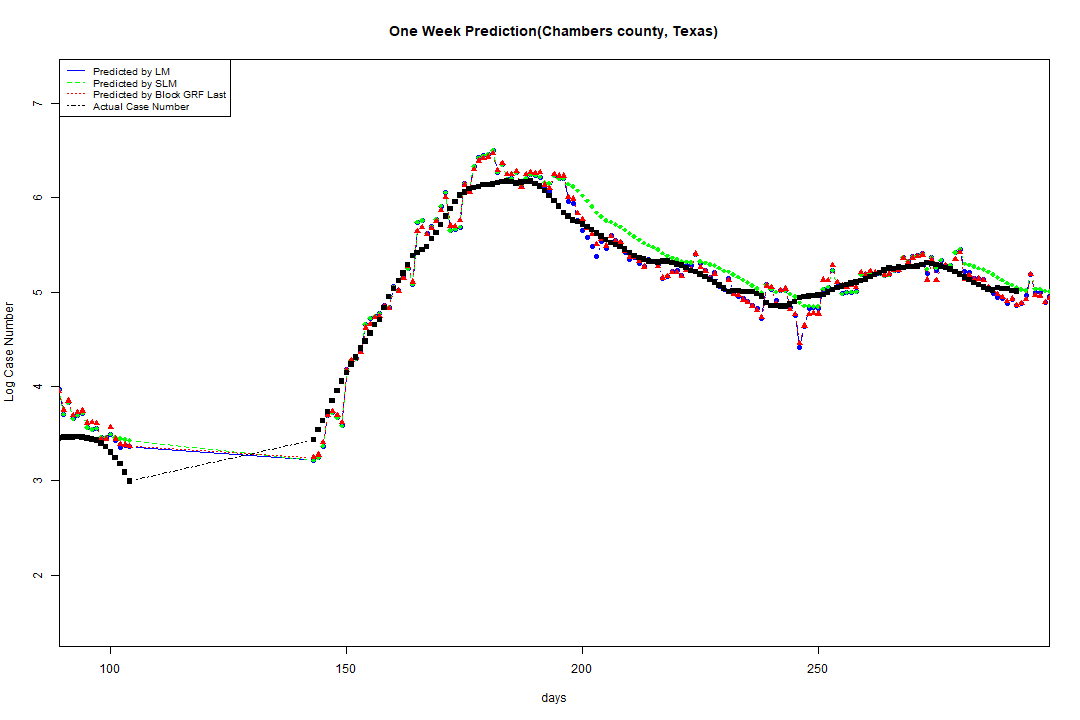 One Week Prediction(Chambers county, Texas)
Predicted by LM
Predicted by SLM
Predicted by Block GRF Last
Actual Case Number
7
6
5
4
3
2
Log Case Number
100 150 200 250
days